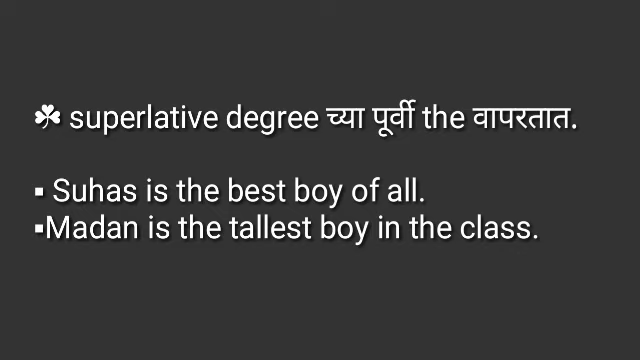 ☘ superlative degree च्या पूर्वी the वापरतात.
▪ Suhas is the best boy of all.
▪Madan is the tallest boy in the class.